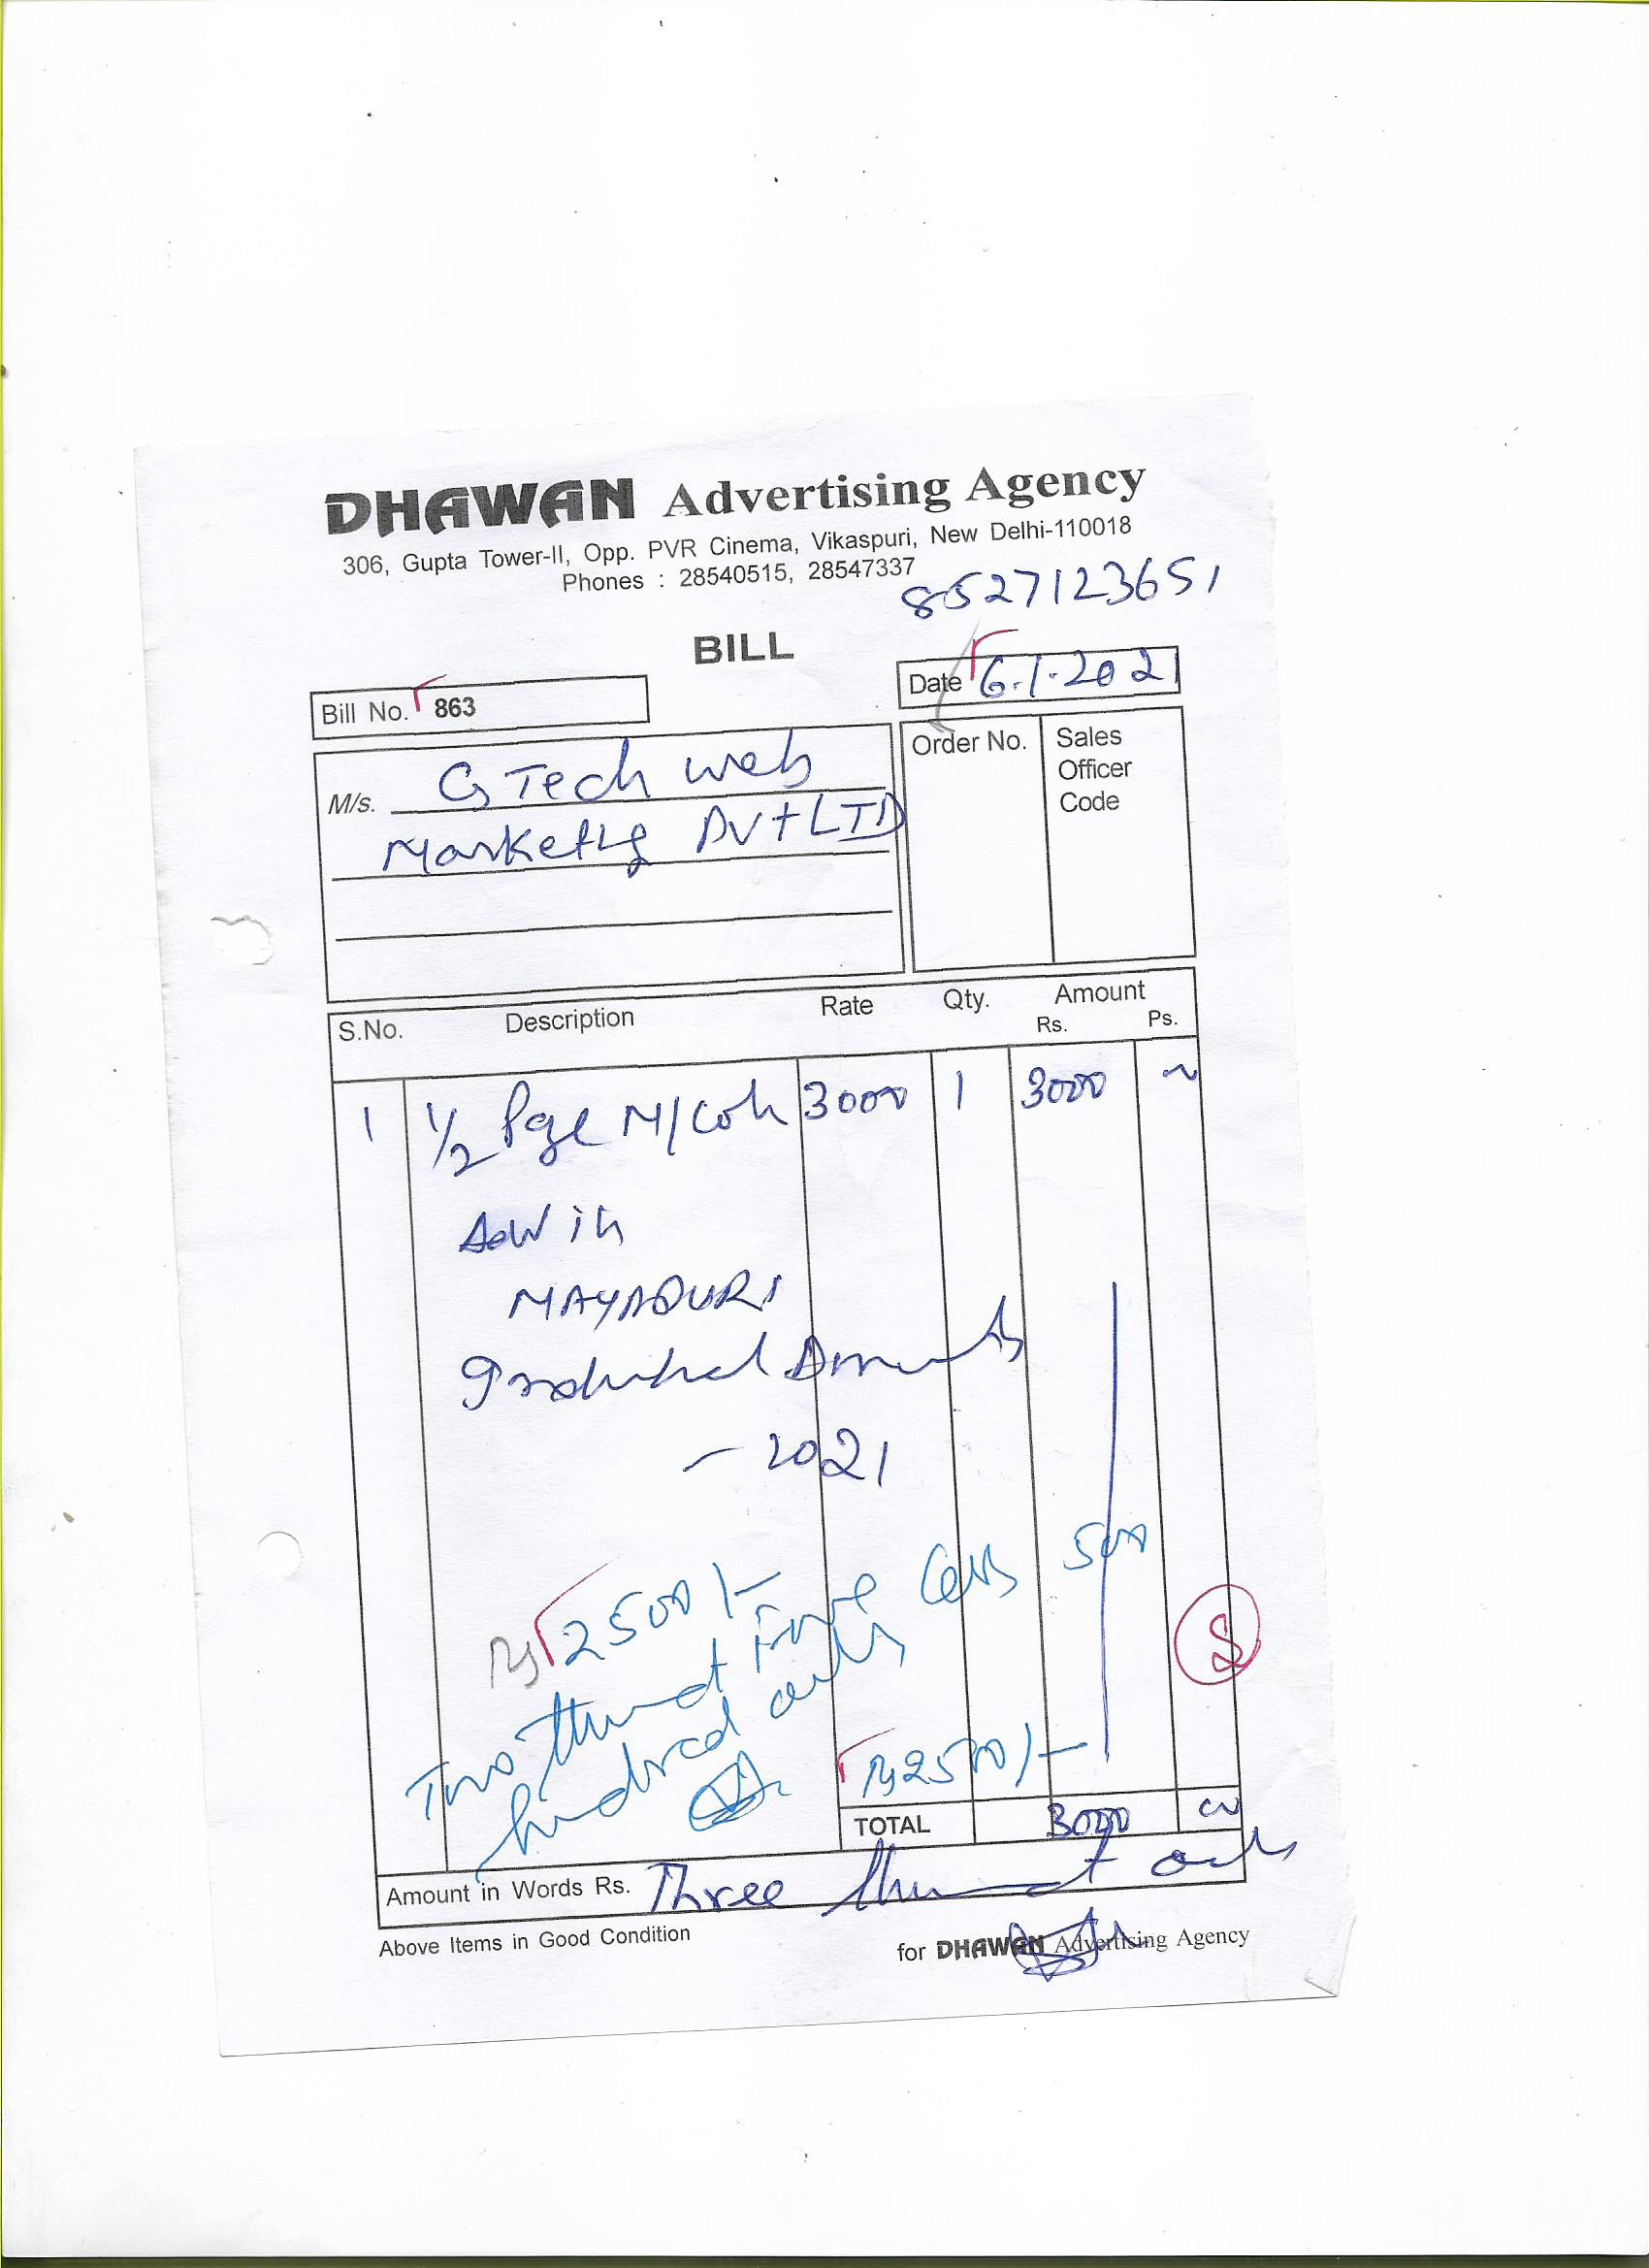 DHAWAN Advertising Agency
306, Gupta Tower-II, Opp. PVR Cinema, Vikaspuri, New Delhi-110018
Phones : 28540515, 28547337
8527123651
BILL
Bill No. 863
Date 6.1.2021
M/s. G Tech web
Marketing Pvt LTD
Order No.
Sales Officer Code
S.No. Description Rate Qty. Amount
Rs. Ps.
1 1/2 Page M/Col 3000 1 3000
in
MAYAPURI
- 2021
Less 500
Rs 2500/-
Two thousand Five
hundred only
Rs 2500/-
TOTAL 3000
Amount in Words Rs. Three thousand only
Above Items in Good Condition
for DHAWAN Advertising Agency